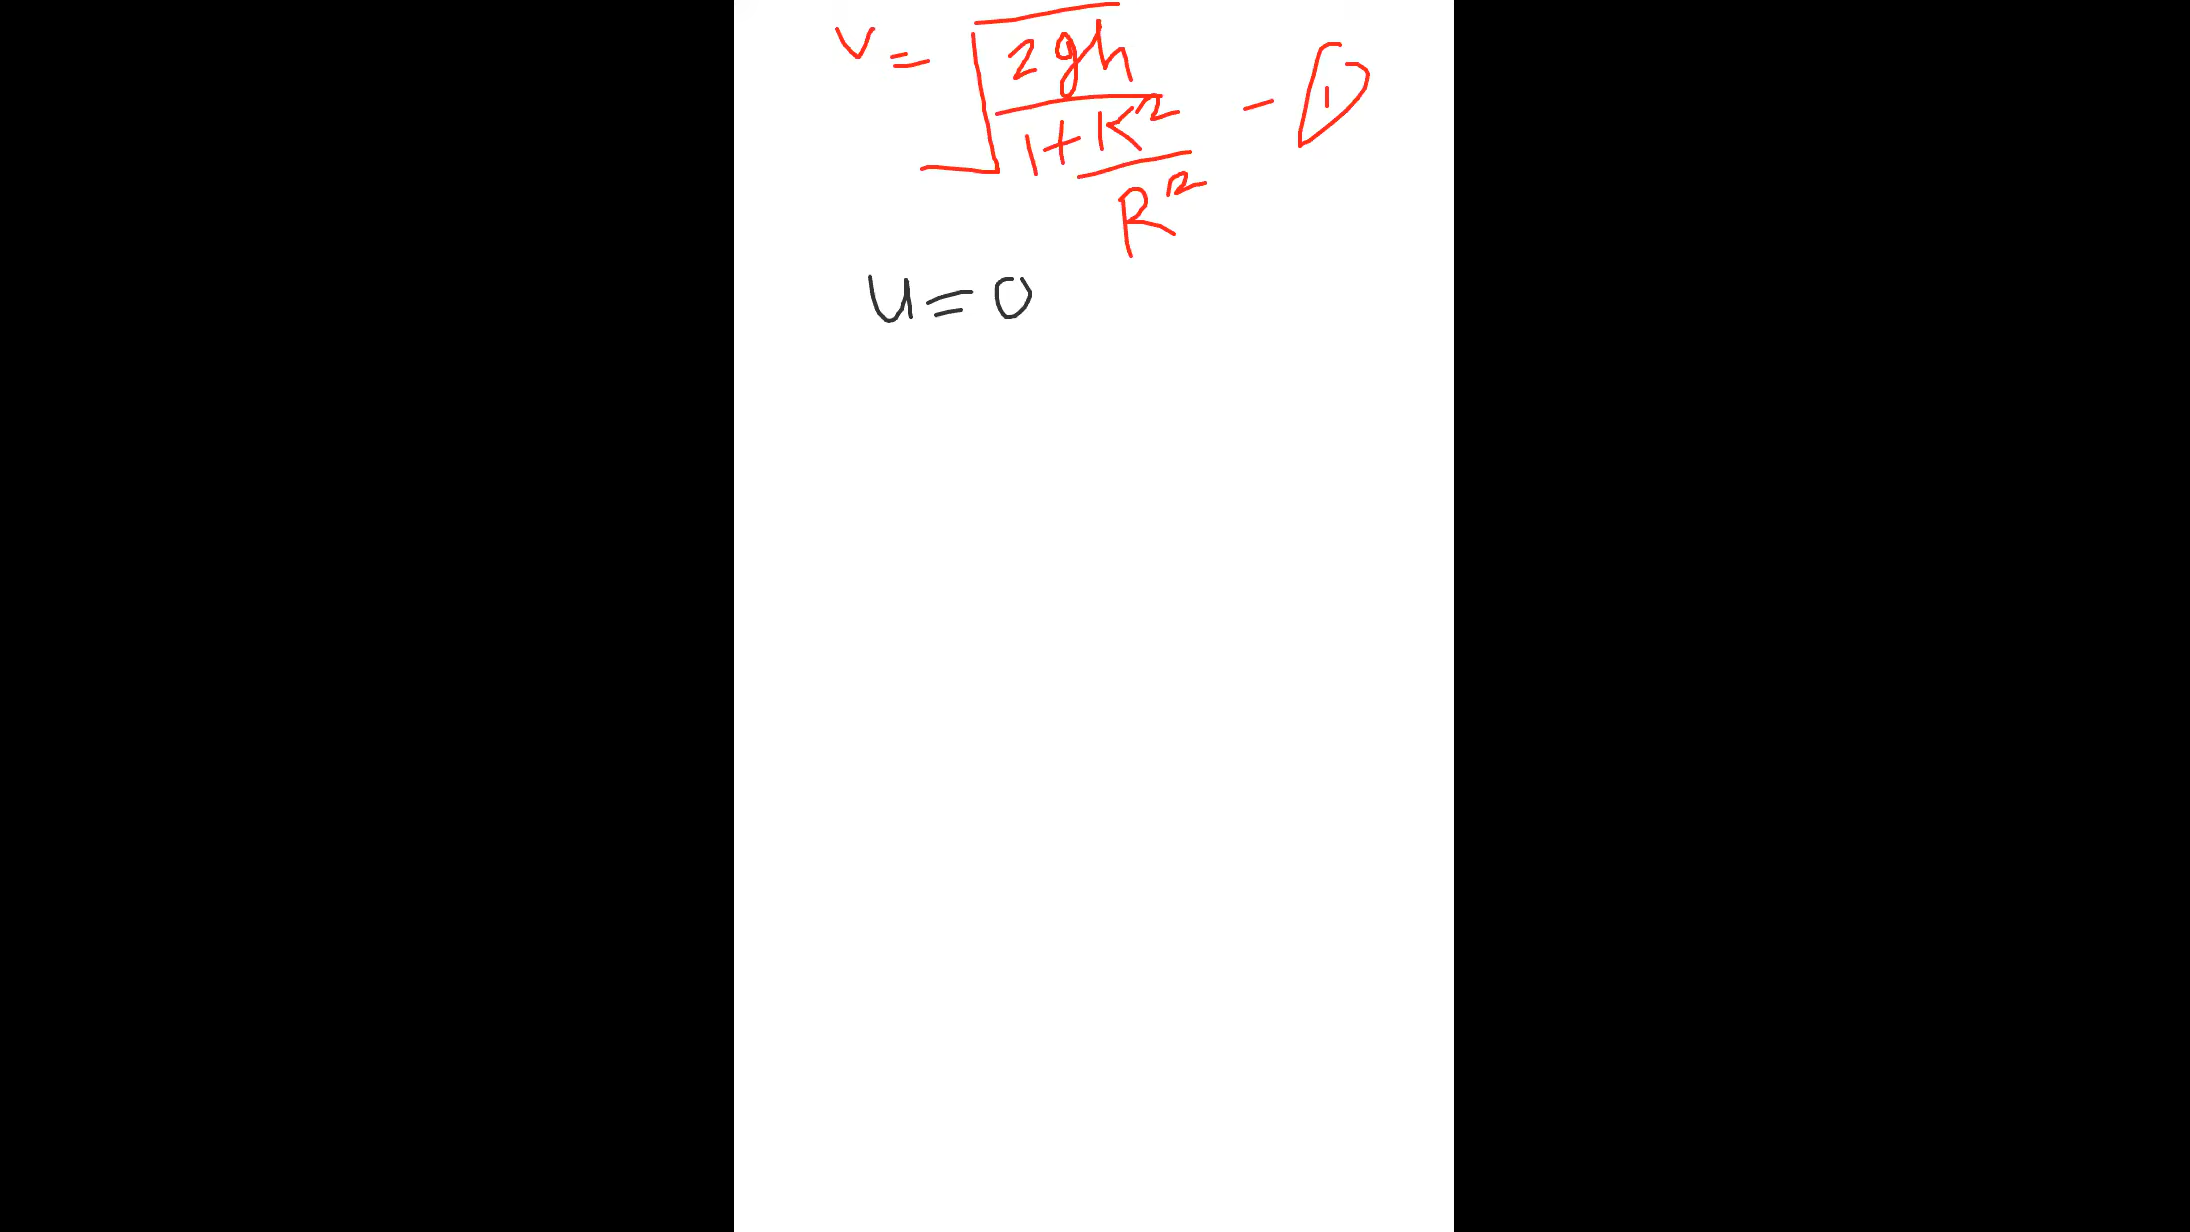 v = √(2gh / (1 + K² / R²)) - ①
u = 0